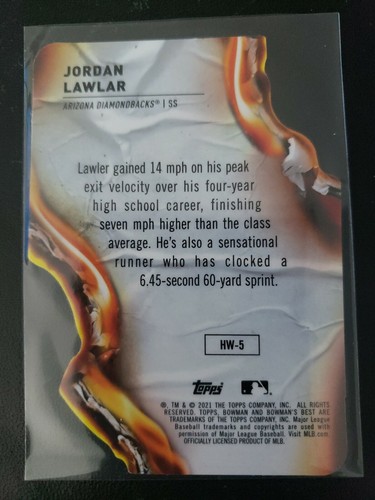 JORDAN
LAWLAR
ARIZONA DIAMONDBACKS® | SS
Lawler gained 14 mph on his peak
exit velocity over his four-year
high school career, finishing
seven mph higher than the class
average. He's also a sensational
runner who has clocked a
6.45-second 60-yard sprint.
HW-5
topps
®, TM & © 2021 THE TOPPS COMPANY, INC. ALL RIGHTS
RESERVED. TOPPS, BOWMAN AND BOWMAN'S BEST ARE
TRADEMARKS OF THE TOPPS COMPANY, INC. Major League
Baseball trademarks and copyrights are used with
permission of Major League Baseball. Visit MLB.com.
OFFICIALLY LICENSED PRODUCT OF MLB.